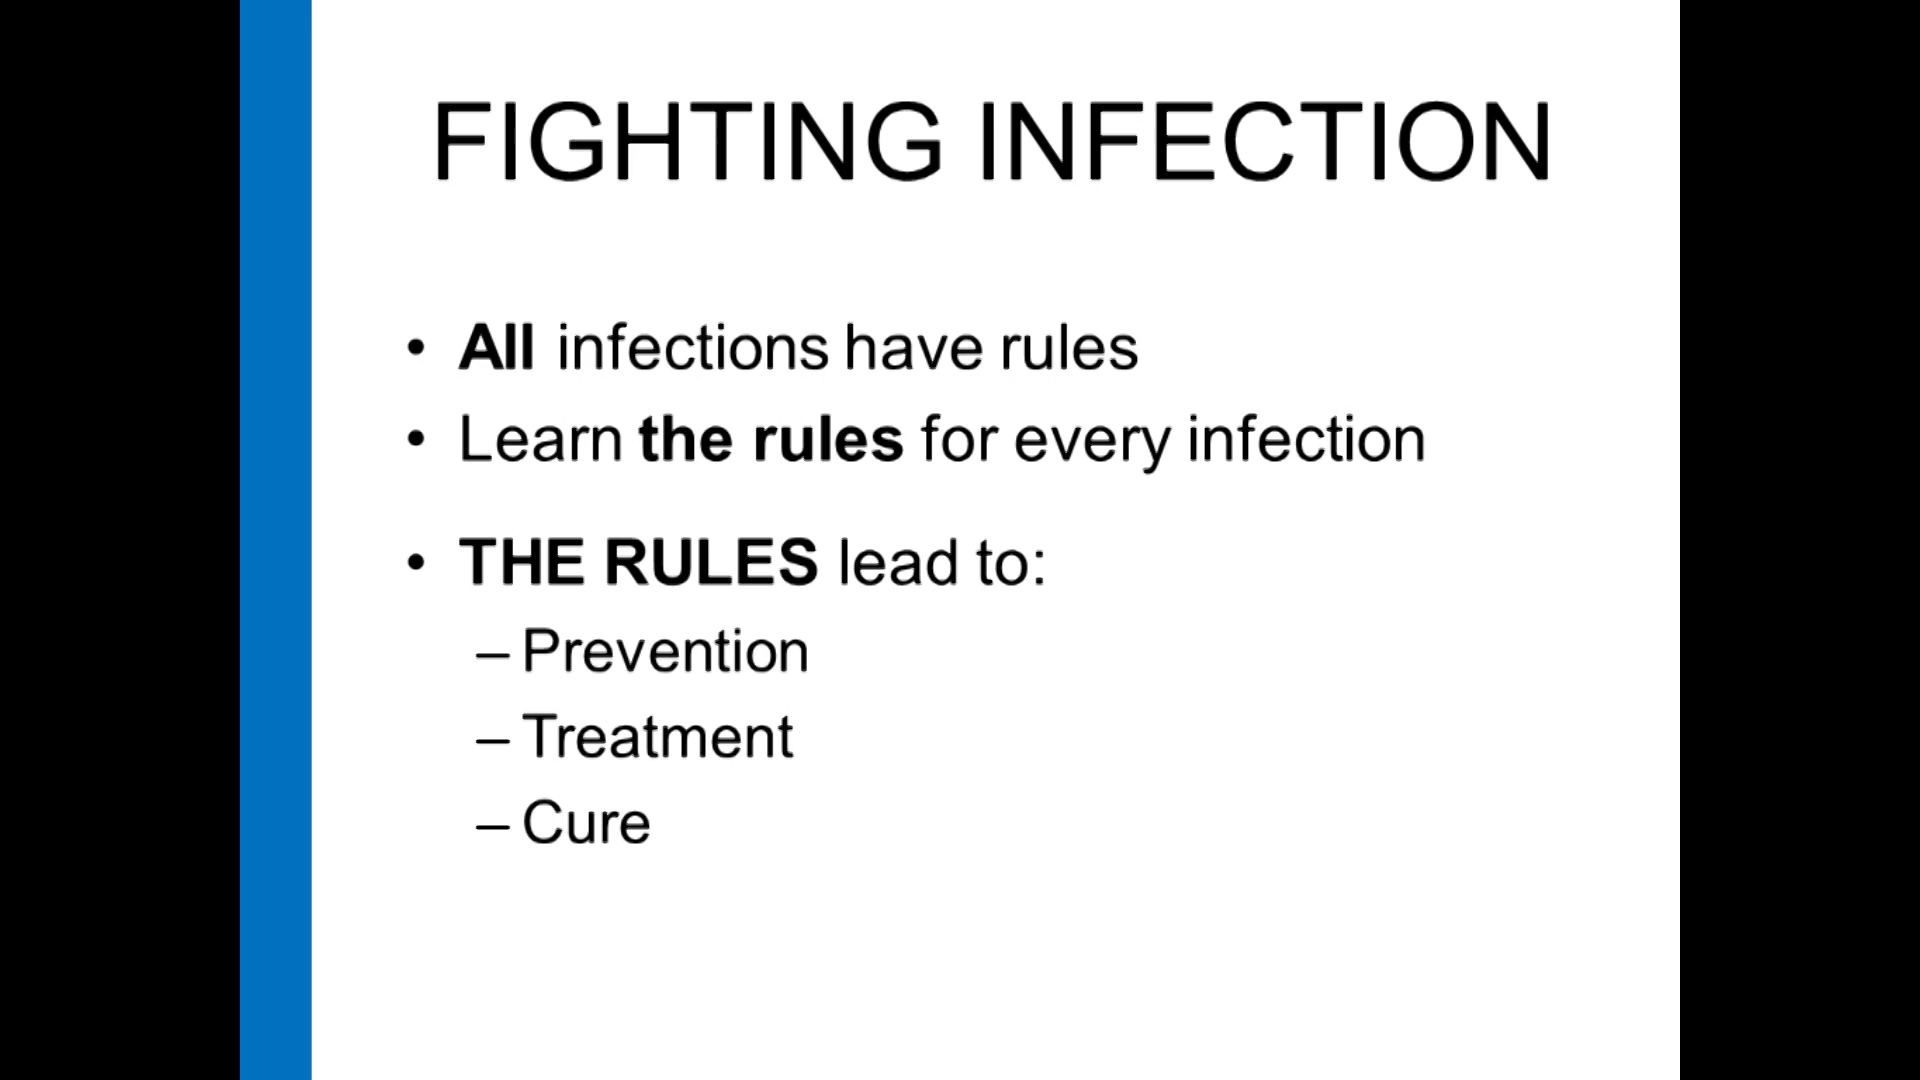 FIGHTING INFECTION
• All infections have rules
• Learn the rules for every infection
• THE RULES lead to:
– Prevention
– Treatment
– Cure